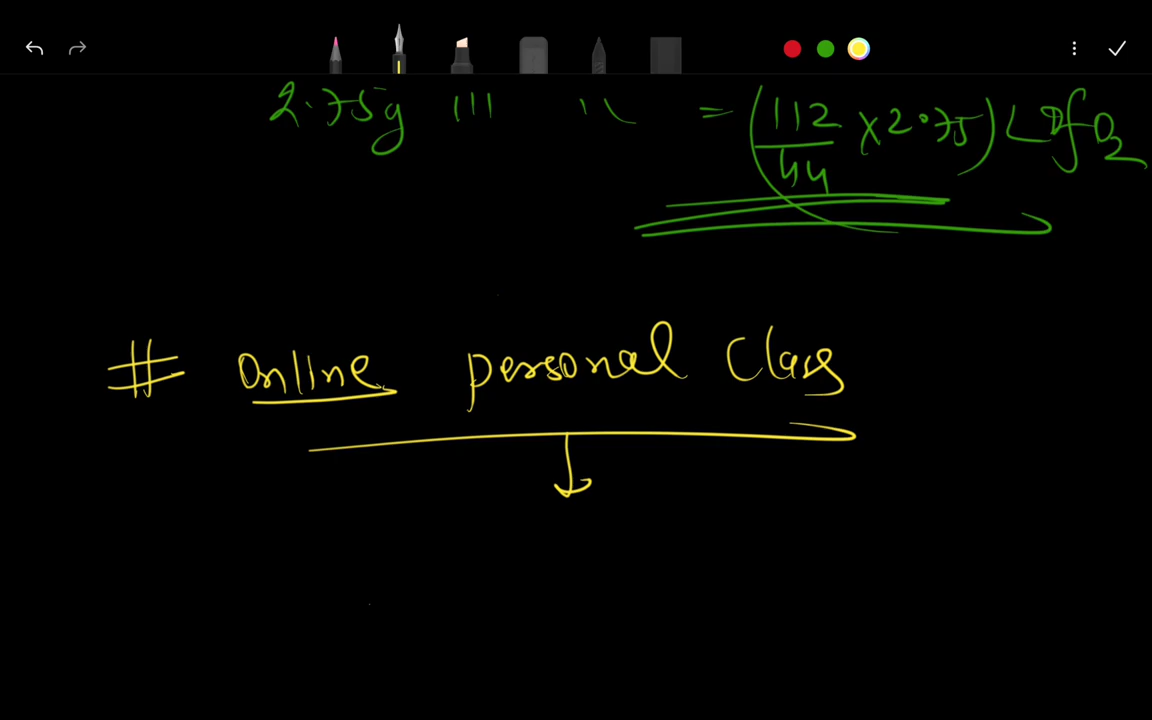 2.75g ''' '' = (112/44 × 2.75) L of O2
# Online personal class